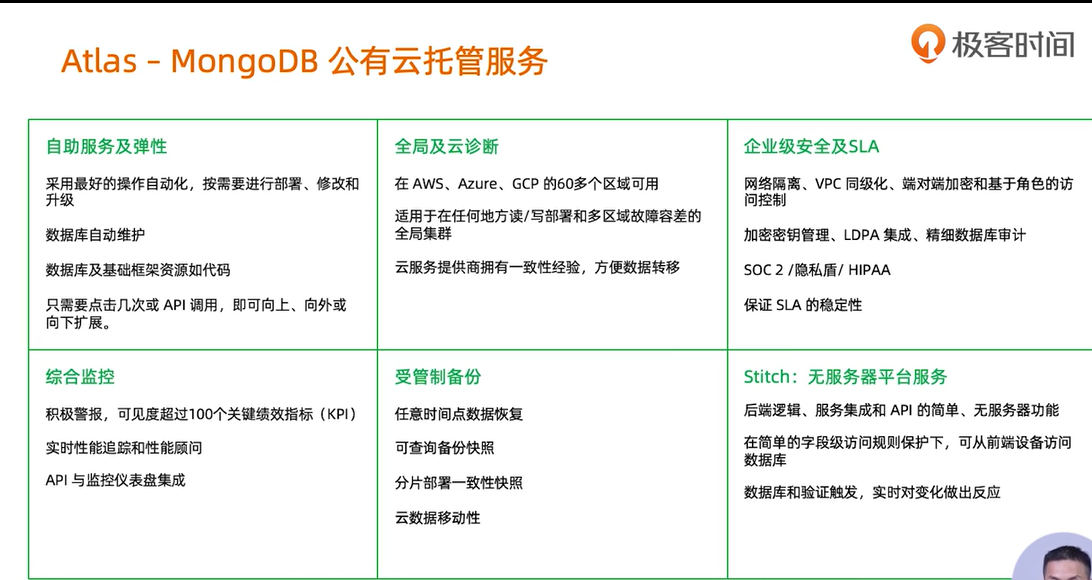 Atlas – MongoDB 公有云托管服务
极客时间
自助服务及弹性
采用最好的操作自动化，按需要进行部署、修改和
升级
数据库自动维护
数据库及基础框架资源如代码
只需要点击几次或 API 调用，即可向上、向外或
向下扩展。
全局及云诊断
在 AWS、Azure、GCP 的60多个区域可用
适用于在任何地方读/写部署和多区域故障容差的
全局集群
云服务提供商拥有一致性经验，方便数据转移
企业级安全及SLA
网络隔离、VPC 同级化、端对端加密和基于角色的访
问控制
加密密钥管理、LDPA 集成、精细数据库审计
SOC 2 /隐私盾/ HIPAA
保证 SLA 的稳定性
综合监控
积极警报，可见度超过100个关键绩效指标（KPI）
实时性能追踪和性能顾问
API 与监控仪表盘集成
受管制备份
任意时间点数据恢复
可查询备份快照
分片部署一致性快照
云数据移动性
Stitch：无服务器平台服务
后端逻辑、服务集成和 API 的简单、无服务器功能
在简单的字段级访问规则保护下，可从前端设备访问
数据库
数据库和验证触发，实时对变化做出反应